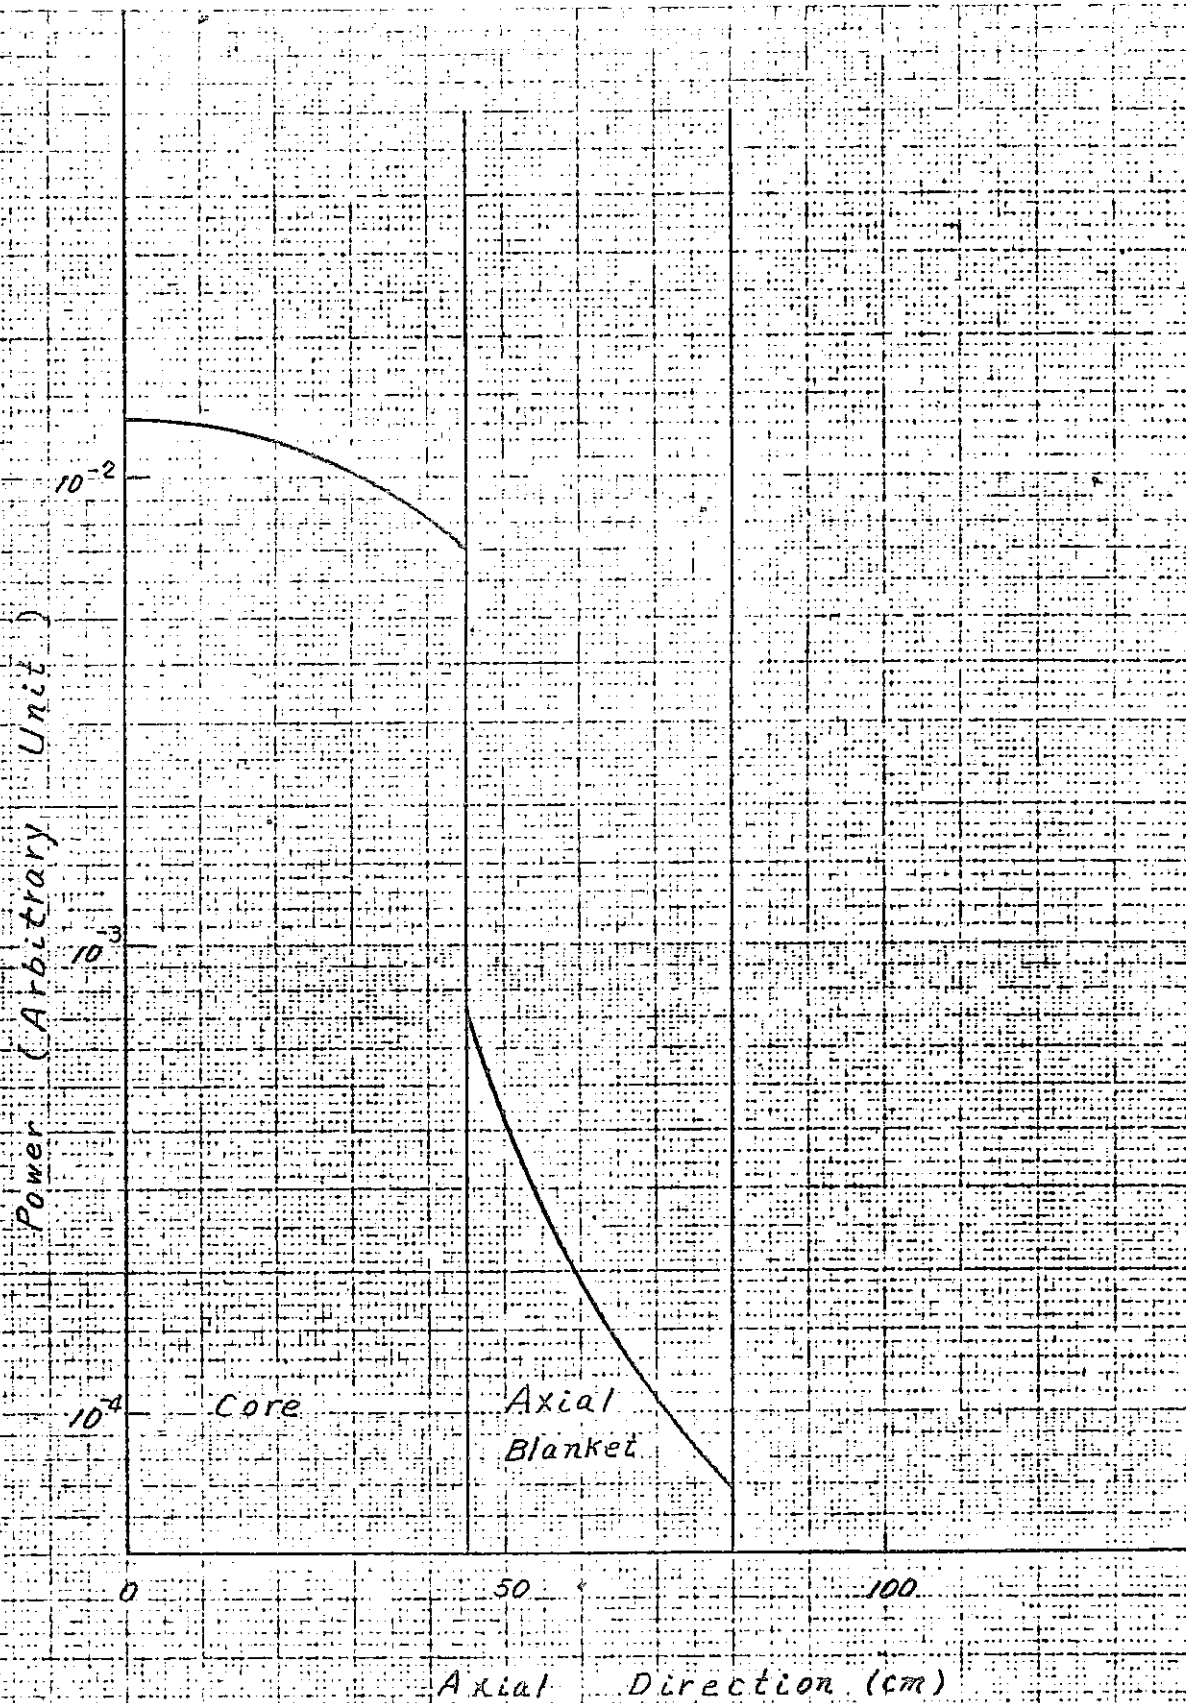 10⁻²
Power (Arbitrary Unit)
10⁻³
10⁻⁴
Core
Axial
Blanket
0
50
100
Axial Direction (cm)